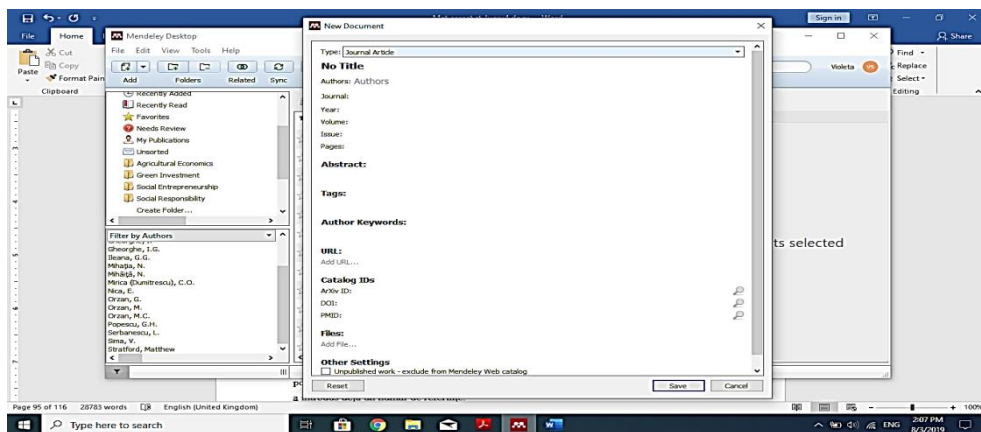 New Document
Sign in
File
Home
Mendeley Desktop
Share
Cut
Copy
Paste
Format Pain
Clipboard
File Edit View Tools Help
Add Folders Related Sync
Violeta
VS
Find
Replace
Select
Editing
Recently Added
Recently Read
Favorites
Needs Review
My Publications
Unsorted
Agricultural Economics
Green Investment
Social Entrepreneurship
Social Responsibility
Create Folder...
Filter by Authors
Gheorghe, I.G.
Ileana, G.G.
Mihația, N.
Mihăiță, N.
Mirica (Dumitrescu), C.O.
Nica, E.
Orzan, G.
Orzan, M.
Orzan, M.C.
Popescu, G.H.
Serbanescu, L.
Sima, V.
Stratford, Matthew
Type: Journal Article
No Title
Authors: Authors
Journal:
Year:
Volume:
Issue:
Pages:
Abstract:
Tags:
Author Keywords:
URL:
Add URL...
Catalog IDs
ArXiv ID:
DOI:
PMID:
Files:
Add File...
Other Settings
Unpublished work - exclude from Mendeley Web catalog
Reset Save Cancel
ts selected
Page 95 of 116 28783 words English (United Kingdom)
100%
Type here to search
ENG
2:07 PM
8/3/2019